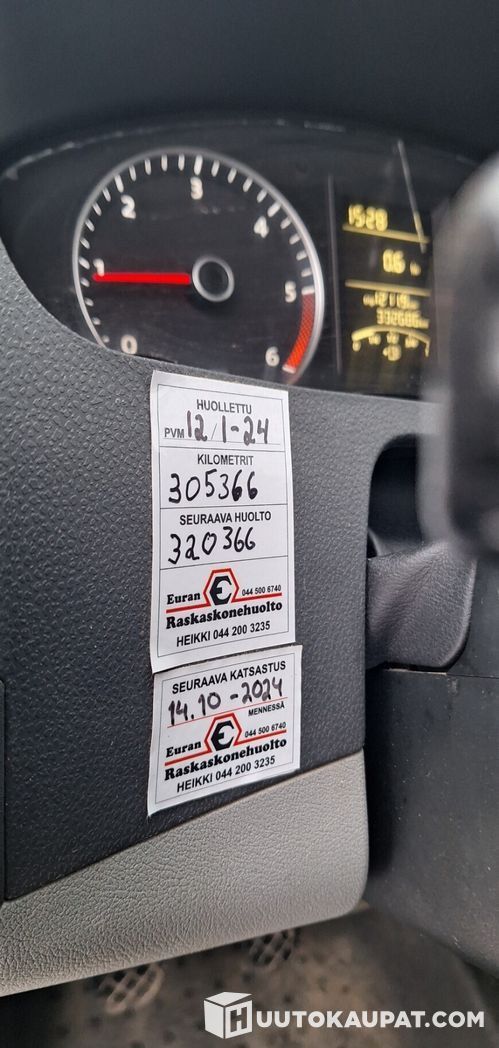 0
1
2
3
4
5
6
1528
0.6
332686
HUOLLETTU
PVM 12/1-24
KILOMETRIT
305366
SEURAAVA HUOLTO
320366
Euran
044 500 6740
Raskaskonehuolto
HEIKKI 044 200 3235
SEURAAVA KATSASTUS
14.10-2024
MENNESSÄ
Euran
044 500 6740
Raskaskonehuolto
HEIKKI 044 200 3235
HUUTOKAUPAT.COM